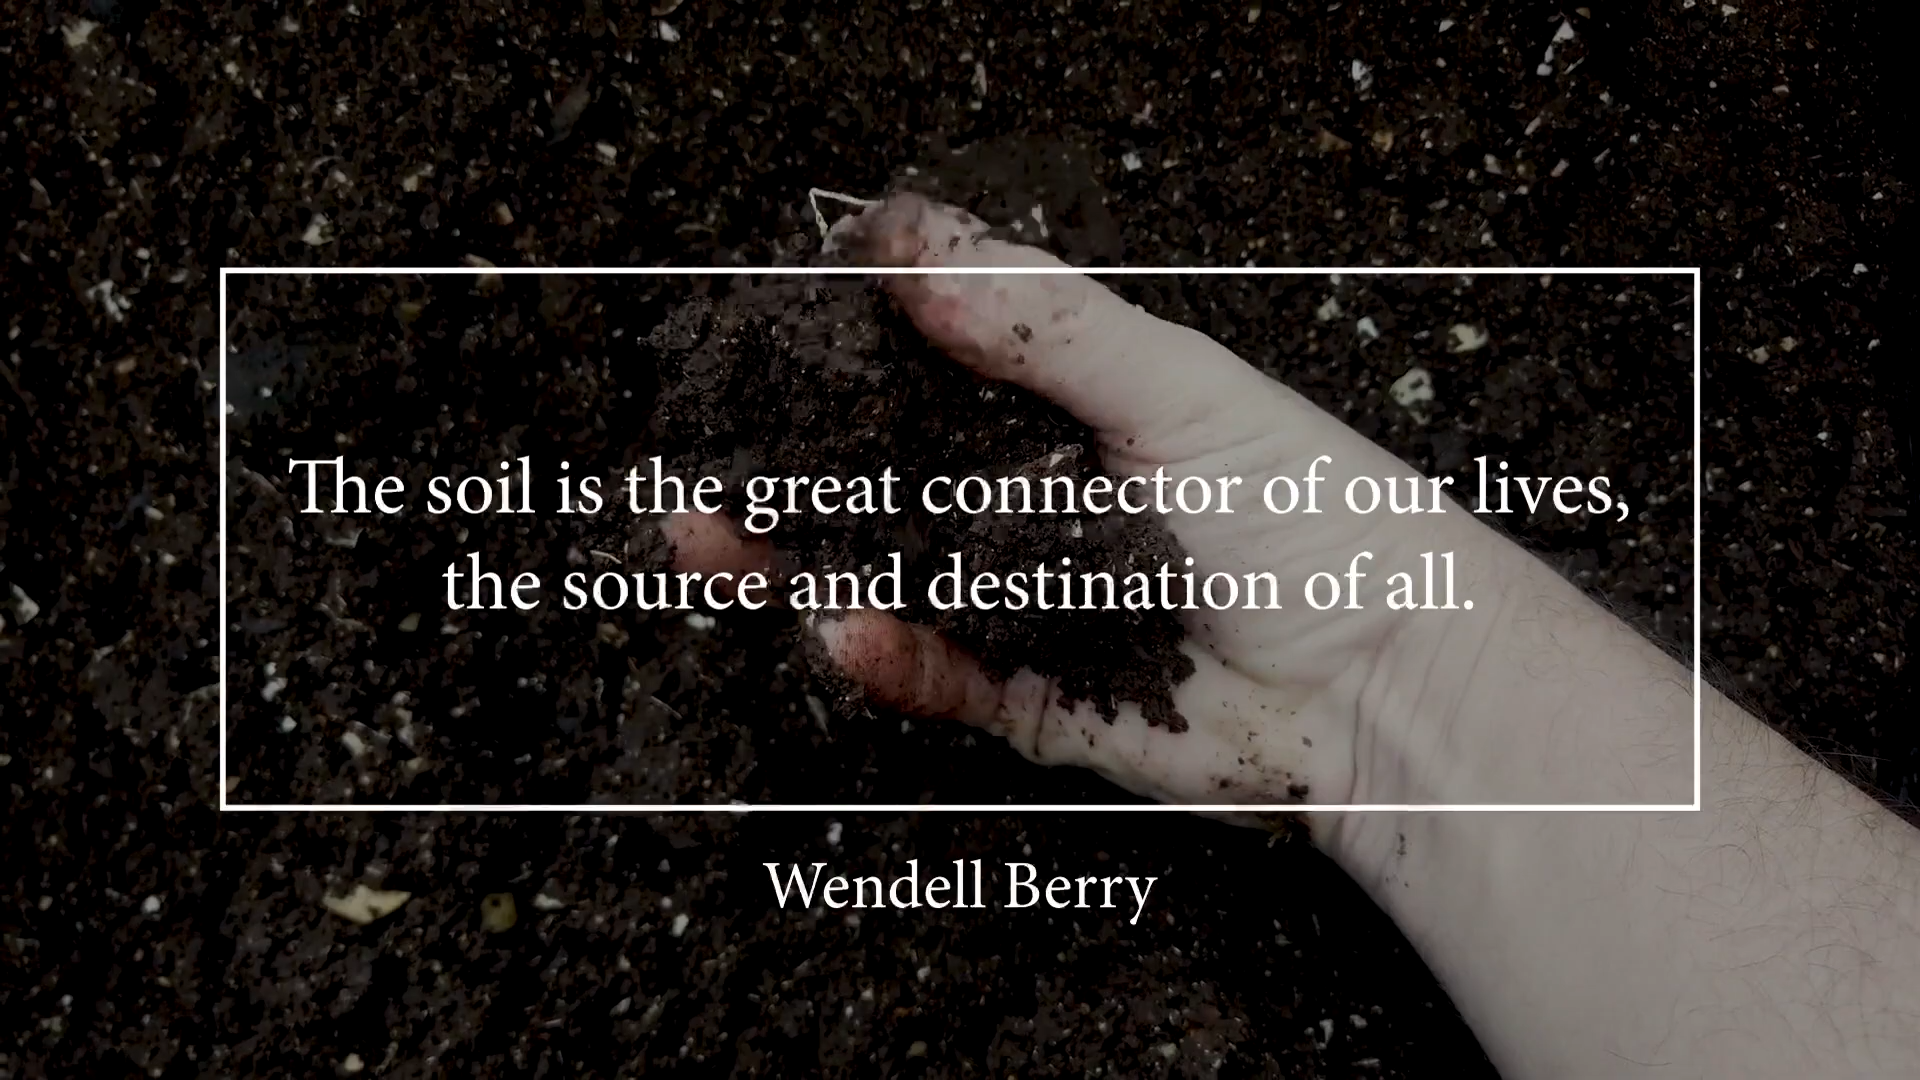 The soil is the great connector of our lives,
the source and destination of all.
Wendell Berry